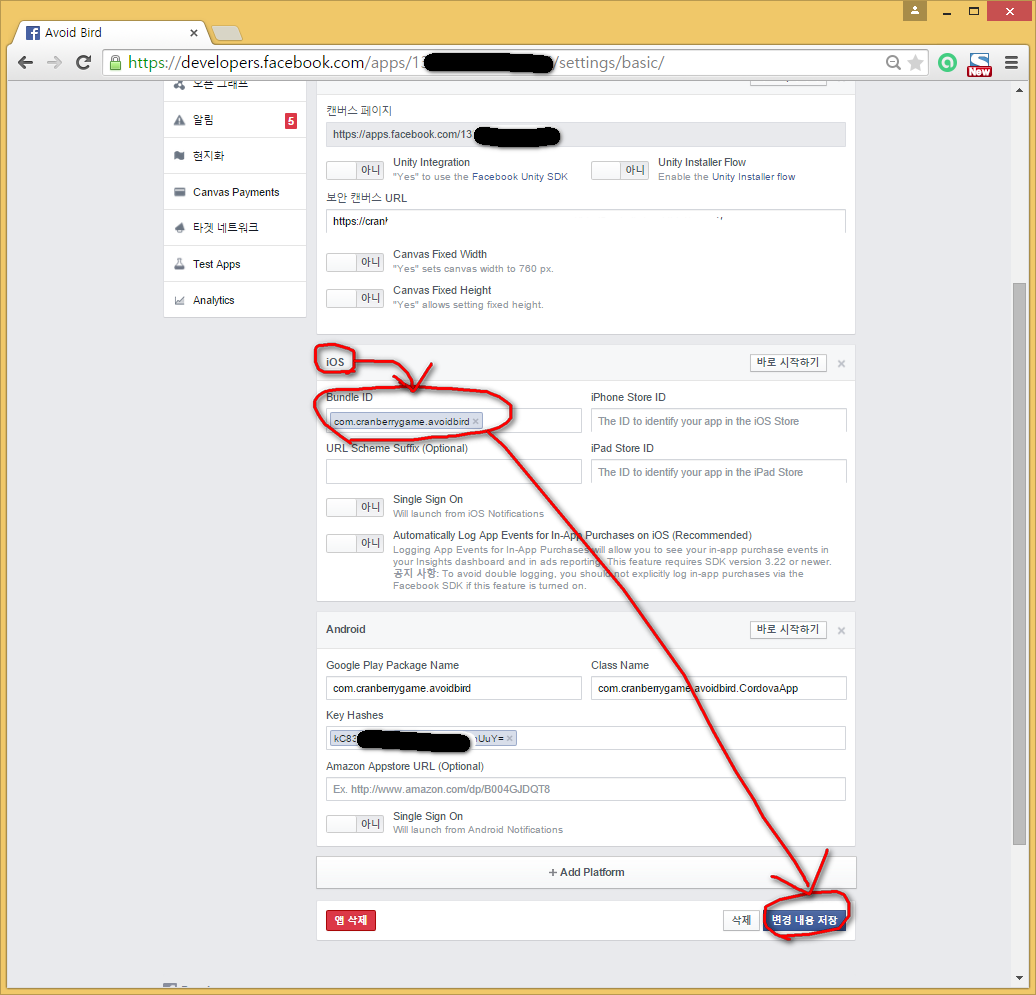 Avoid Bird
https://developers.facebook.com/apps/13 /settings/basic/
New
오픈 그래프
알림 5
현지화
Canvas Payments
타겟 네트워크
Test Apps
Analytics
캔버스 페이지
https://apps.facebook.com/13
아니 Unity Integration
"Yes" to use the Facebook Unity SDK
아니 Unity Installer Flow
Enable the Unity Installer flow
보안 캔버스 URL
https://cran
아니 Canvas Fixed Width
"Yes" sets canvas width to 760 px.
아니 Canvas Fixed Height
"Yes" allows setting fixed height.
iOS 바로 시작하기
Bundle ID
com.cranberrygame.avoidbird
iPhone Store ID
The ID to identify your app in the iOS Store
URL Scheme Suffix (Optional)
iPad Store ID
The ID to identify your app in the iPad Store
아니 Single Sign On
Will launch from iOS Notifications
아니 Automatically Log App Events for In-App Purchases on iOS (Recommended)
Logging App Events for In-App Purchases will allow you to see your in-app purchase events in
your Insights dashboard and in ads reporting. This feature requires SDK version 3.22 or newer.
공지 사항: To avoid double logging, you should not explicitly log in-app purchases via the
Facebook SDK if this feature is turned on.
Android 바로 시작하기
Google Play Package Name
com.cranberrygame.avoidbird
Class Name
com.cranberrygame.avoidbird.CordovaApp
Key Hashes
kC83 UuY=
Amazon Appstore URL (Optional)
Ex. http://www.amazon.com/dp/B004GJDQT8
아니 Single Sign On
Will launch from Android Notifications
+ Add Platform
앱 삭제 삭제 변경 내용 저장